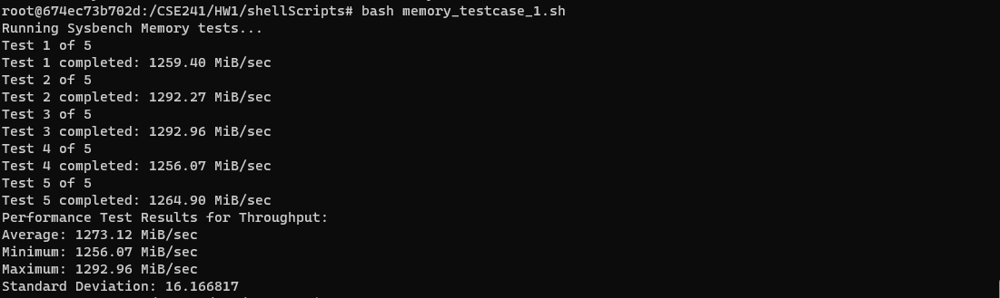 root@674ec73b702d:/CSE241/HW1/shellScripts# bash memory_testcase_1.sh
Running Sysbench Memory tests...
Test 1 of 5
Test 1 completed: 1259.40 MiB/sec
Test 2 of 5
Test 2 completed: 1292.27 MiB/sec
Test 3 of 5
Test 3 completed: 1292.96 MiB/sec
Test 4 of 5
Test 4 completed: 1256.07 MiB/sec
Test 5 of 5
Test 5 completed: 1264.90 MiB/sec
Performance Test Results for Throughput:
Average: 1273.12 MiB/sec
Minimum: 1256.07 MiB/sec
Maximum: 1292.96 MiB/sec
Standard Deviation: 16.166817